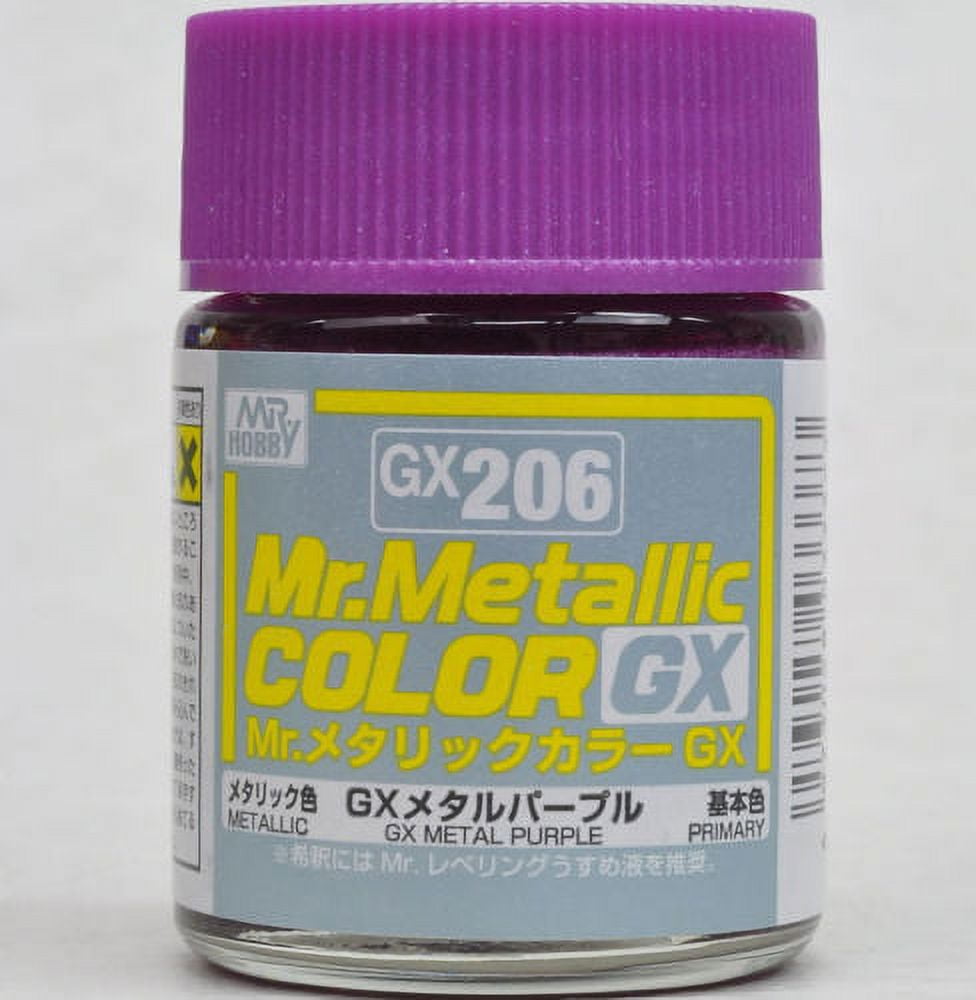 MR.
HOBBY
GX206
Mr.Metallic
COLOR GX
Mr.メタリックカラーGX
メタリック色 GXメタルパープル 基本色
METALLIC GX METAL PURPLE PRIMARY
※希釈にはMr.レベリングうすめ液を推奨。